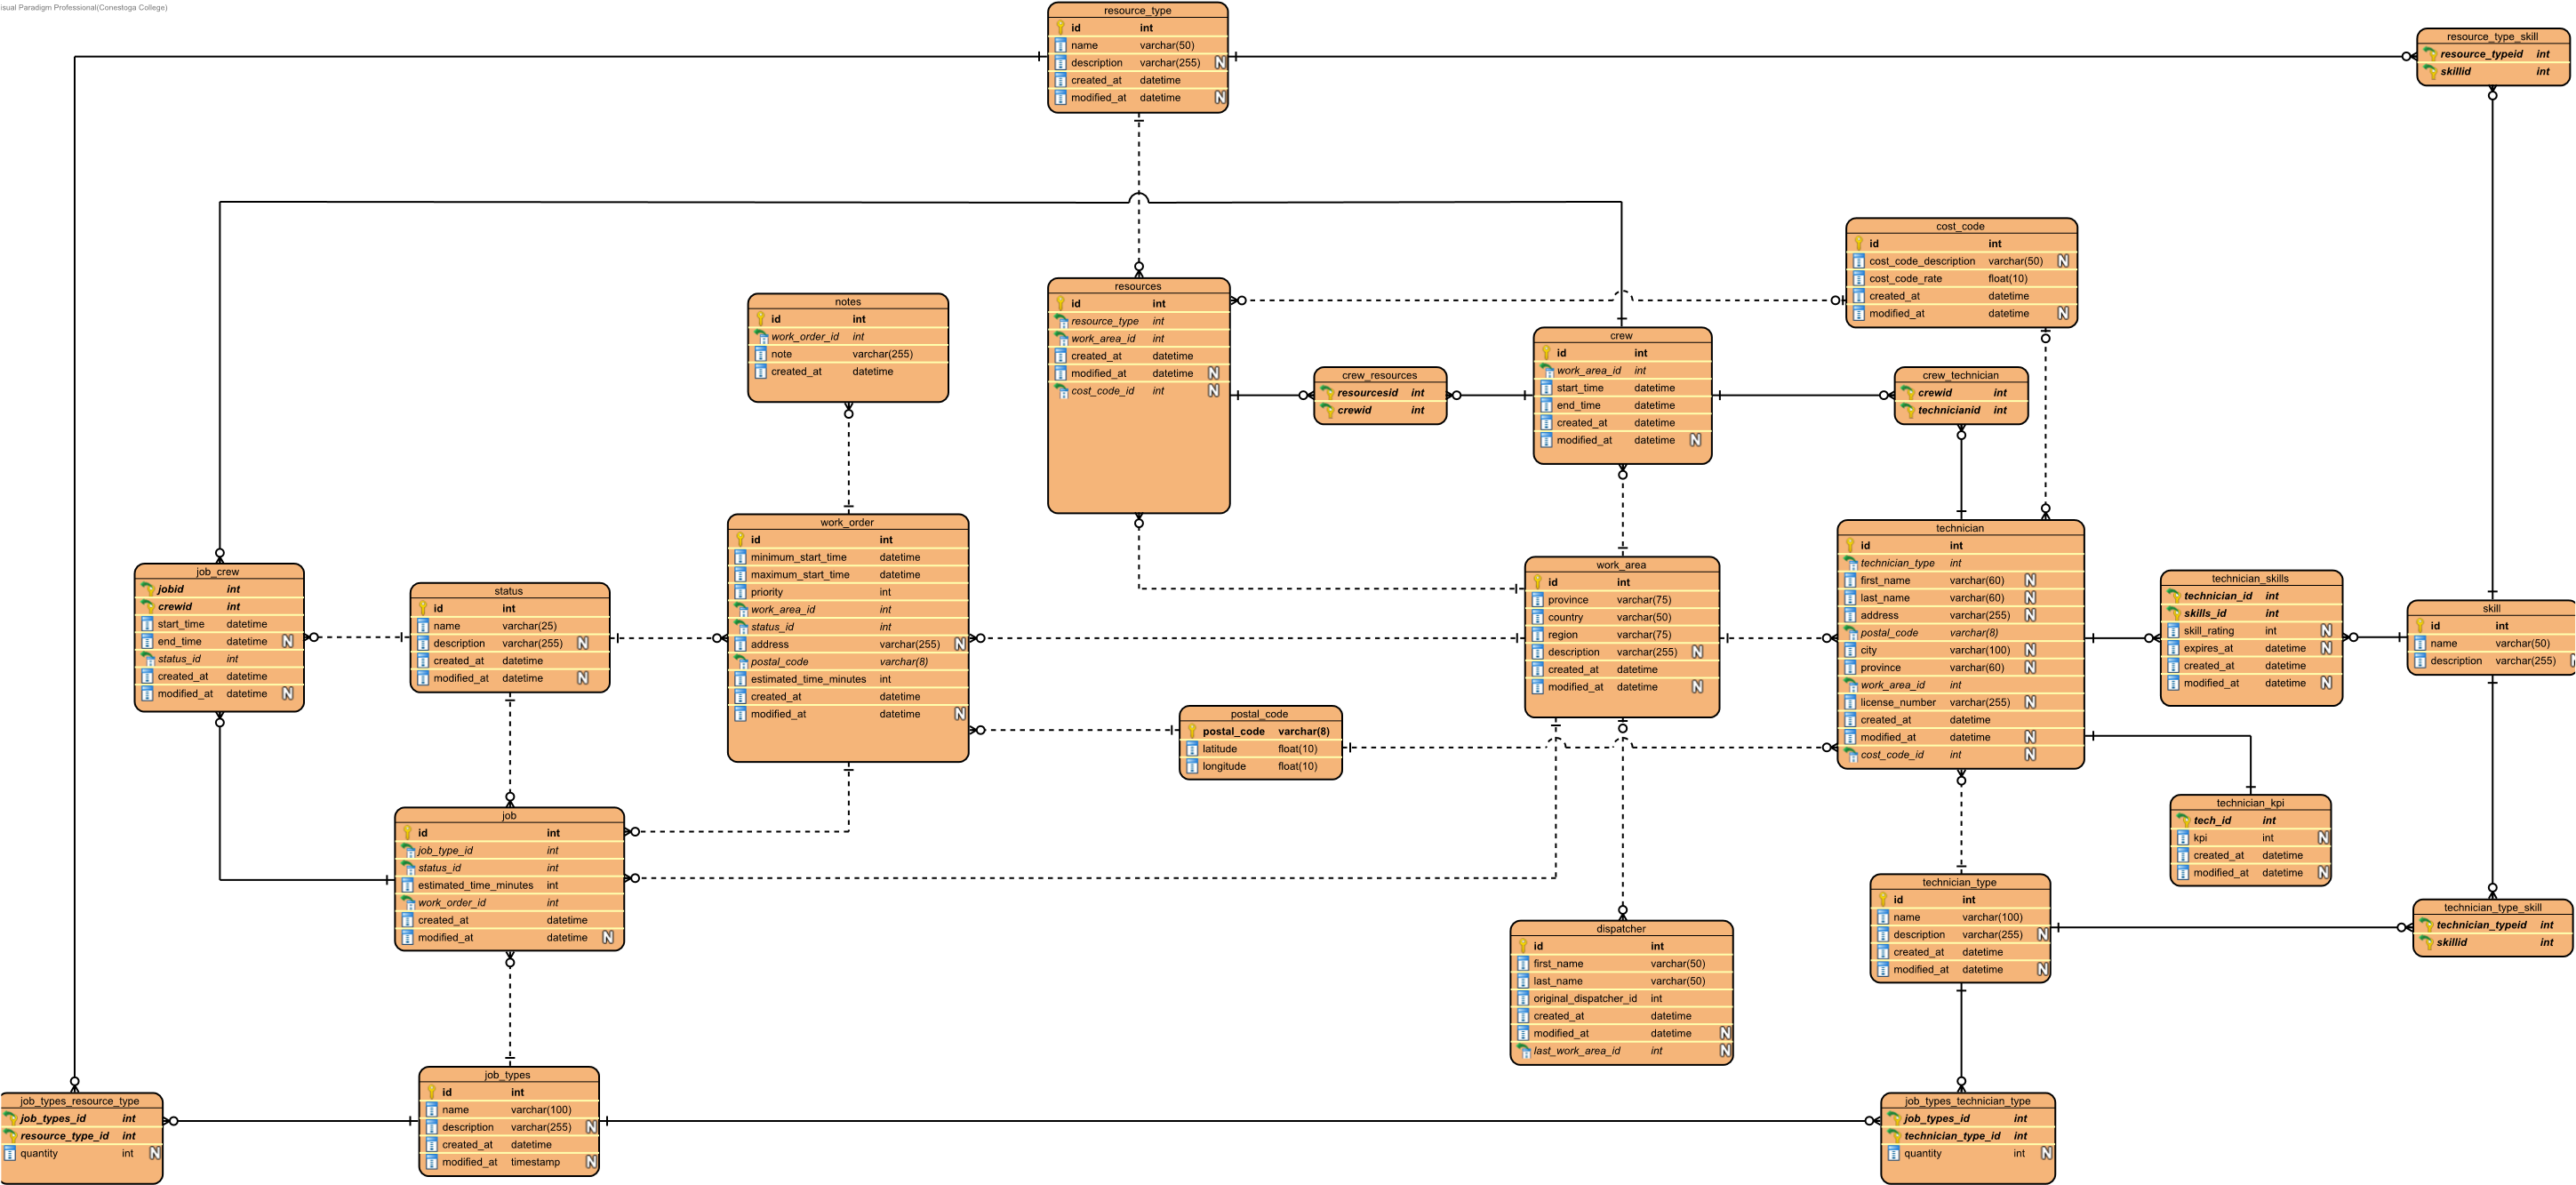 isual Paradigm Professional(Conestoga College)
resource_type
id int
name varchar(50)
description varchar(255) N
created_at datetime
modified_at datetime N
resource_type_skill
resource_typeid int
skillid int
cost_code
id int
cost_code_description varchar(50) N
cost_code_rate float(10)
created_at datetime
modified_at datetime N
resources
id int
resource_type int
work_area_id int
created_at datetime
modified_at datetime N
cost_code_id int N
notes
id int
work_order_id int
note varchar(255)
created_at datetime
crew
id int
work_area_id int
start_time datetime
end_time datetime
created_at datetime
modified_at datetime N
crew_resources
resourcesid int
crewid int
crew_technician
crewid int
technicianid int
work_order
id int
minimum_start_time datetime
maximum_start_time datetime
priority int
work_area_id int
status_id int
address varchar(255) N
postal_code varchar(8)
estimated_time_minutes int
created_at datetime
modified_at datetime N
technician
id int
technician_type int
first_name varchar(60) N
last_name varchar(60) N
address varchar(255) N
postal_code varchar(8)
city varchar(100) N
province varchar(60) N
work_area_id int
license_number varchar(255) N
created_at datetime
modified_at datetime N
cost_code_id int N
work_area
id int
province varchar(75)
country varchar(50)
region varchar(75)
description varchar(255) N
created_at datetime
modified_at datetime N
job_crew
jobid int
crewid int
start_time datetime
end_time datetime N
status_id int
created_at datetime
modified_at datetime N
status
id int
name varchar(25)
description varchar(255) N
created_at datetime
modified_at datetime N
technician_skills
technician_id int
skills_id int
skill_rating int N
expires_at datetime N
created_at datetime
modified_at datetime N
skill
id int
name varchar(50)
description varchar(255)
postal_code
postal_code varchar(8)
latitude float(10)
longitude float(10)
technician_kpi
tech_id int
kpi int N
created_at datetime
modified_at datetime N
job
id int
job_type_id int
status_id int
estimated_time_minutes int
work_order_id int
created_at datetime
modified_at datetime N
technician_type
id int
name varchar(100)
description varchar(255) N
created_at datetime
modified_at datetime N
technician_type_skill
technician_typeid int
skillid int
dispatcher
id int
first_name varchar(50)
last_name varchar(50)
original_dispatcher_id int
created_at datetime
modified_at datetime N
last_work_area_id int N
job_types
id int
name varchar(100)
description varchar(255) N
created_at datetime
modified_at timestamp N
job_types_resource_type
job_types_id int
resource_type_id int
quantity int N
job_types_technician_type
job_types_id int
technician_type_id int
quantity int N